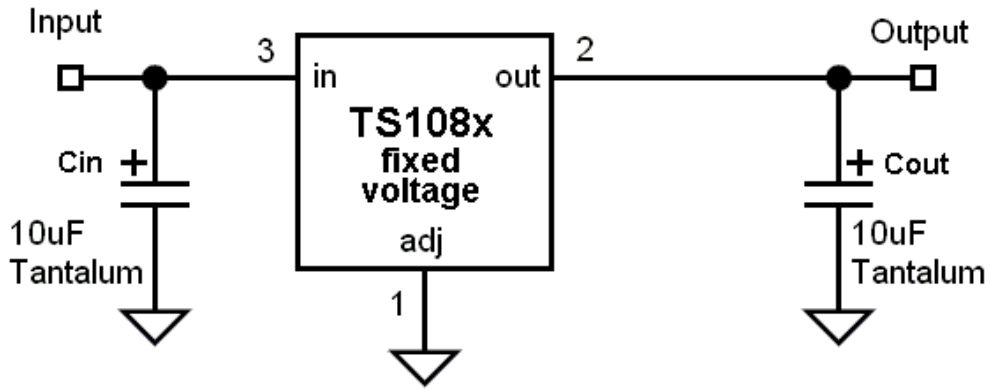 Input
3
in
out
2
Output
TS108x
fixed
voltage
Cin +
+ Cout
10uF
Tantalum
adj
10uF
Tantalum
1